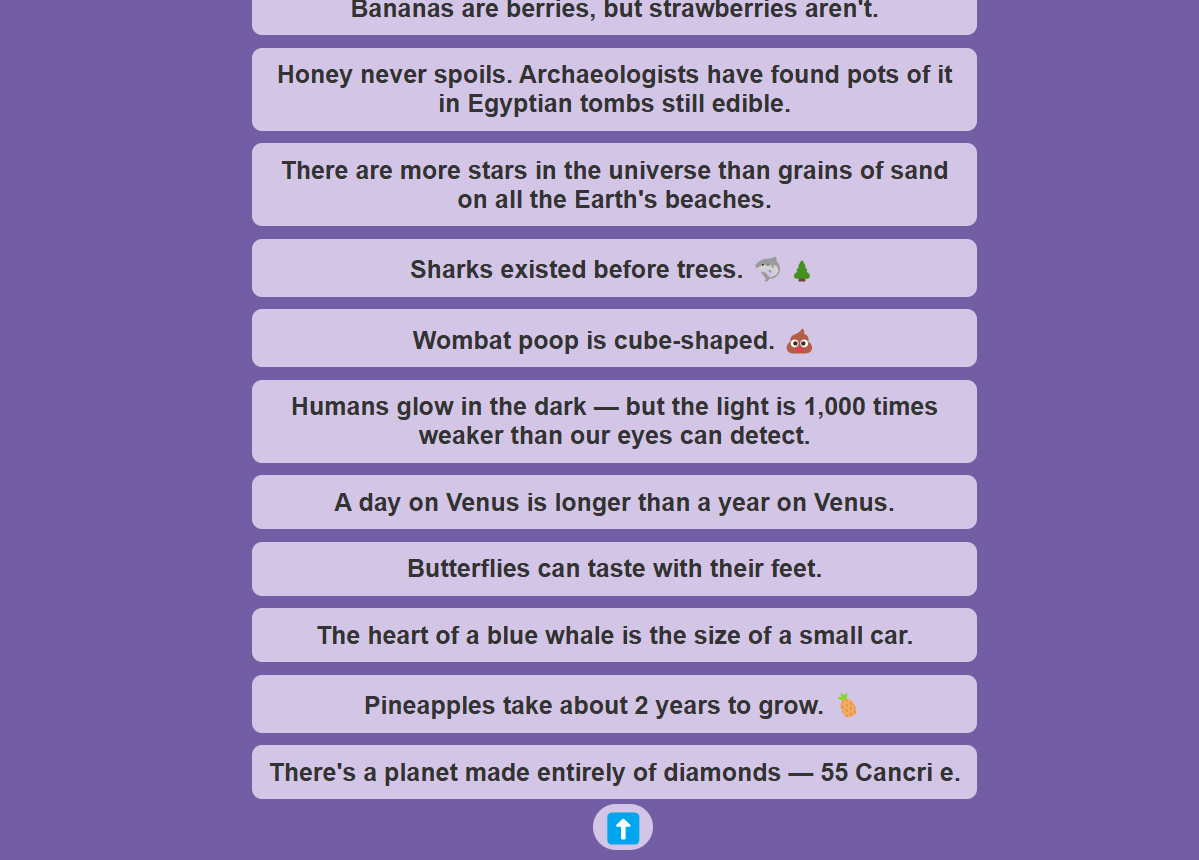 Bananas are berries, but strawberries aren't.
Honey never spoils. Archaeologists have found pots of it
in Egyptian tombs still edible.
There are more stars in the universe than grains of sand
on all the Earth's beaches.
Sharks existed before trees. 🦈 🌲
Wombat poop is cube-shaped. 💩
Humans glow in the dark — but the light is 1,000 times
weaker than our eyes can detect.
A day on Venus is longer than a year on Venus.
Butterflies can taste with their feet.
The heart of a blue whale is the size of a small car.
Pineapples take about 2 years to grow. 🍍
There's a planet made entirely of diamonds — 55 Cancri e.
⬆️